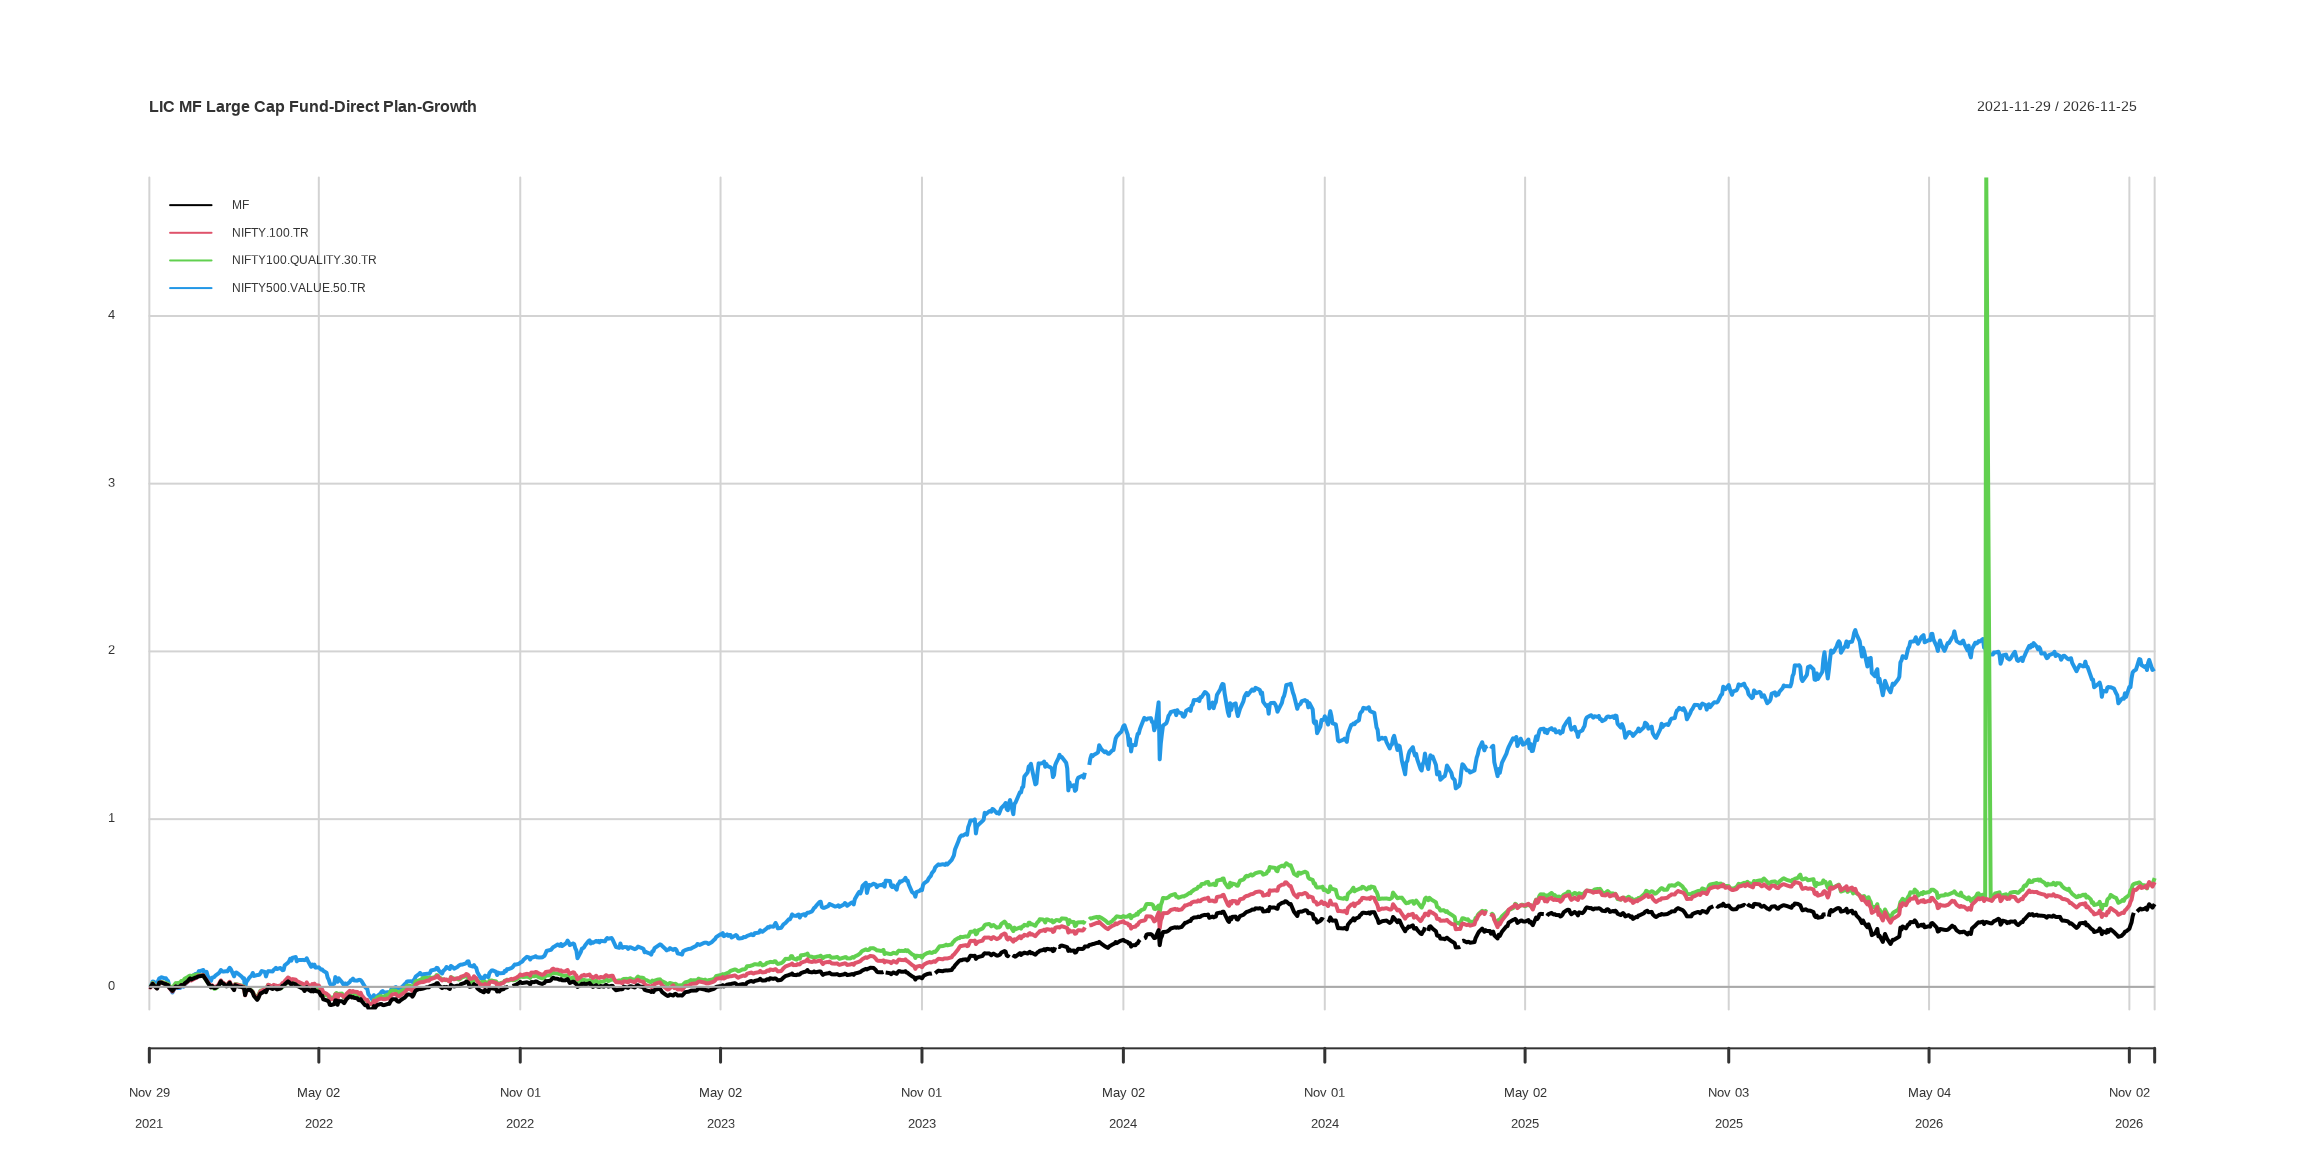 LIC MF Large Cap Fund-Direct Plan-Growth
2021-11-29 / 2026-11-25
MF
NIFTY.100.TR
NIFTY100.QUALITY.30.TR
NIFTY500.VALUE.50.TR
4
3
2
1
0
Nov 29 May 02 Nov 01 May 02 Nov 01 May 02 Nov 01 May 02 Nov 03 May 04 Nov 02
2021 2022 2022 2023 2023 2024 2024 2025 2025 2026 2026